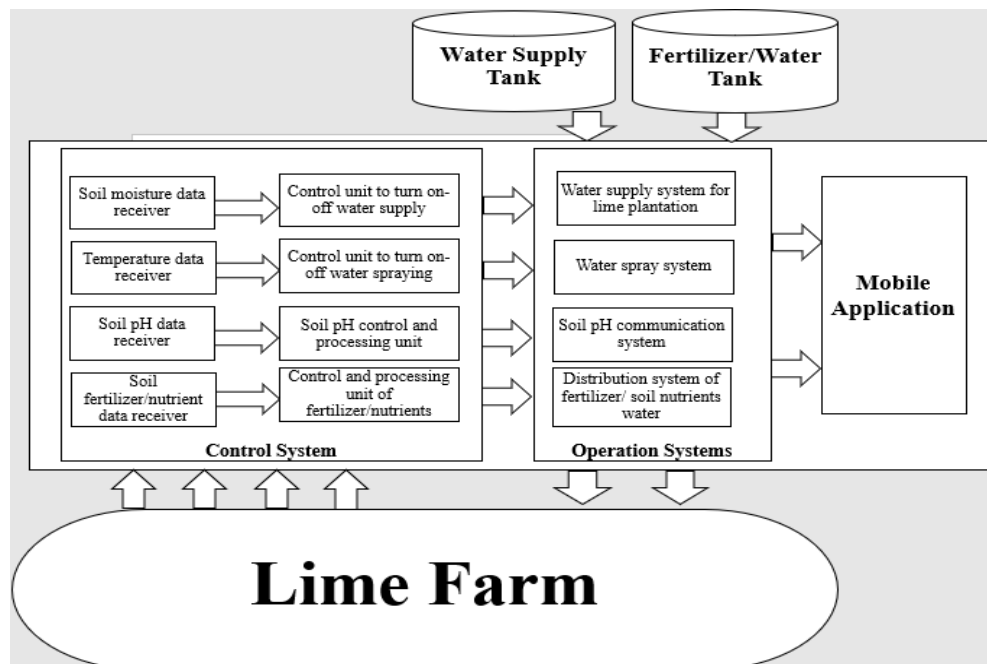 Water Supply
Tank
Fertilizer/Water
Tank
Soil moisture data
receiver
Control unit to turn on-
off water supply
Water supply system for
lime plantation
Temperature data
receiver
Control unit to turn on-
off water spraying
Water spray system
Soil pH data
receiver
Soil pH control and
processing unit
Soil pH communication
system
Soil
fertilizer/nutrient
data receiver
Control and processing
unit of
fertilizer/nutrients
Distribution system of
fertilizer/ soil nutrients
water
Control System
Operation Systems
Mobile
Application
Lime Farm